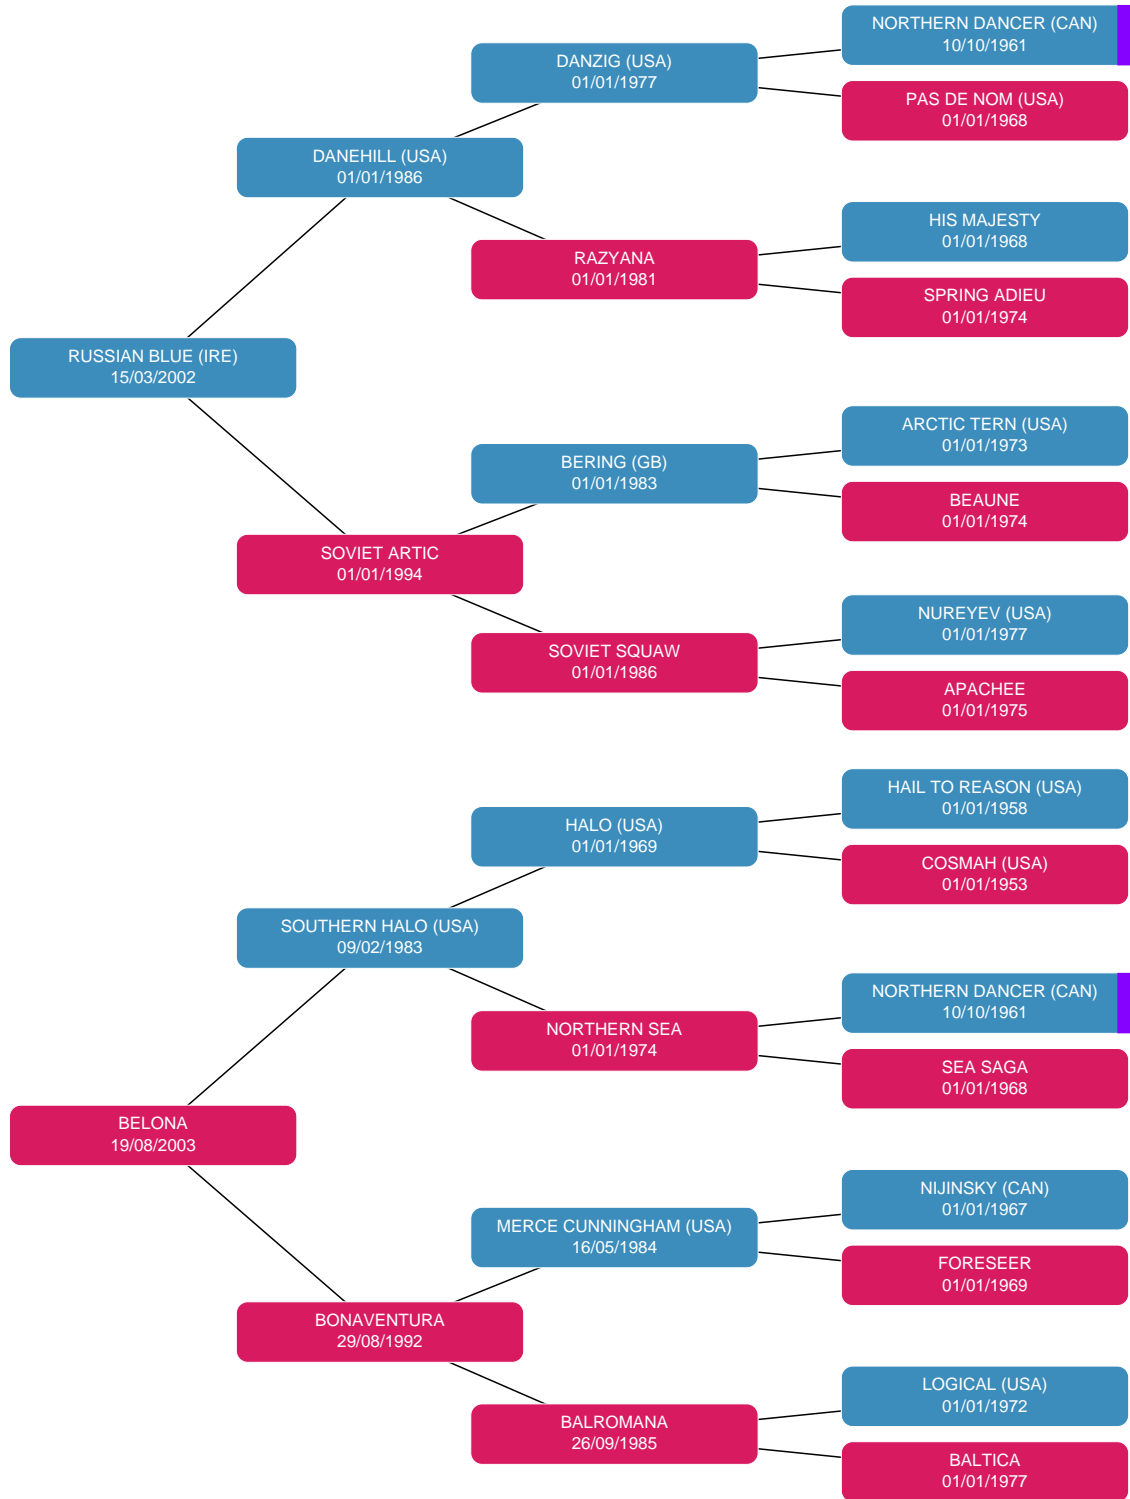 NORTHERN DANCER (CAN)
10/10/1961
DANZIG (USA)
01/01/1977
PAS DE NOM (USA)
01/01/1968
DANEHILL (USA)
01/01/1986
HIS MAJESTY
01/01/1968
RAZYANA
01/01/1981
SPRING ADIEU
01/01/1974
RUSSIAN BLUE (IRE)
15/03/2002
ARCTIC TERN (USA)
01/01/1973
BERING (GB)
01/01/1983
BEAUNE
01/01/1974
SOVIET ARTIC
01/01/1994
NUREYEV (USA)
01/01/1977
SOVIET SQUAW
01/01/1986
APACHEE
01/01/1975
HAIL TO REASON (USA)
01/01/1958
HALO (USA)
01/01/1969
COSMAH (USA)
01/01/1953
SOUTHERN HALO (USA)
09/02/1983
NORTHERN DANCER (CAN)
10/10/1961
NORTHERN SEA
01/01/1974
SEA SAGA
01/01/1968
BELONA
19/08/2003
NIJINSKY (CAN)
01/01/1967
MERCE CUNNINGHAM (USA)
16/05/1984
FORESEER
01/01/1969
BONAVENTURA
29/08/1992
LOGICAL (USA)
01/01/1972
BALROMANA
26/09/1985
BALTICA
01/01/1977